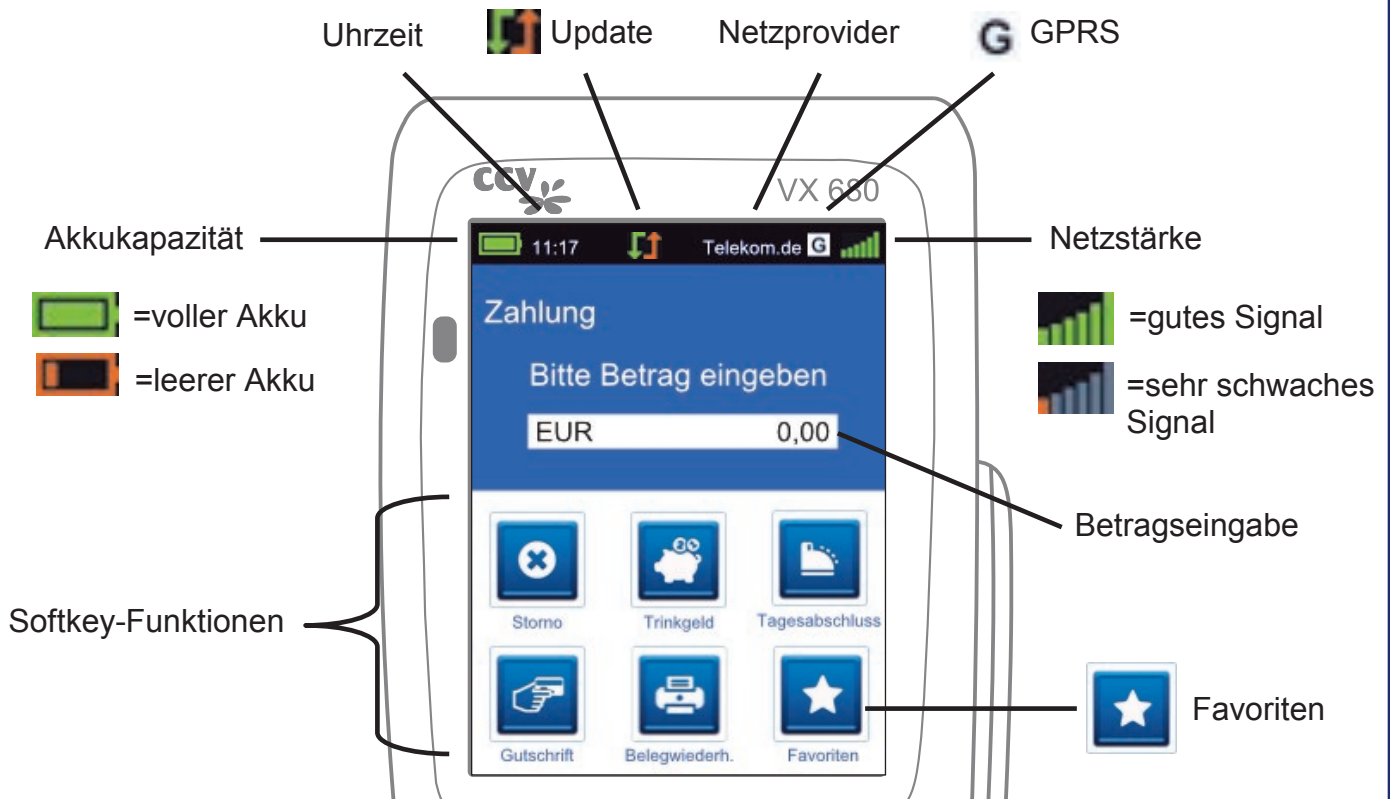 Uhrzeit
Update
Netzprovider
G GPRS
ccv
VX 680
Akkukapazität
11:17
Telekom.de G
Netzstärke
=voller Akku
=leerer Akku
Zahlung
Bitte Betrag eingeben
EUR 0,00
=gutes Signal
=sehr schwaches
Signal
Betragseingabe
Softkey-Funktionen
Storno
Trinkgeld
Tagesabschluss
Gutschrift
Belegwiederh.
Favoriten
Favoriten